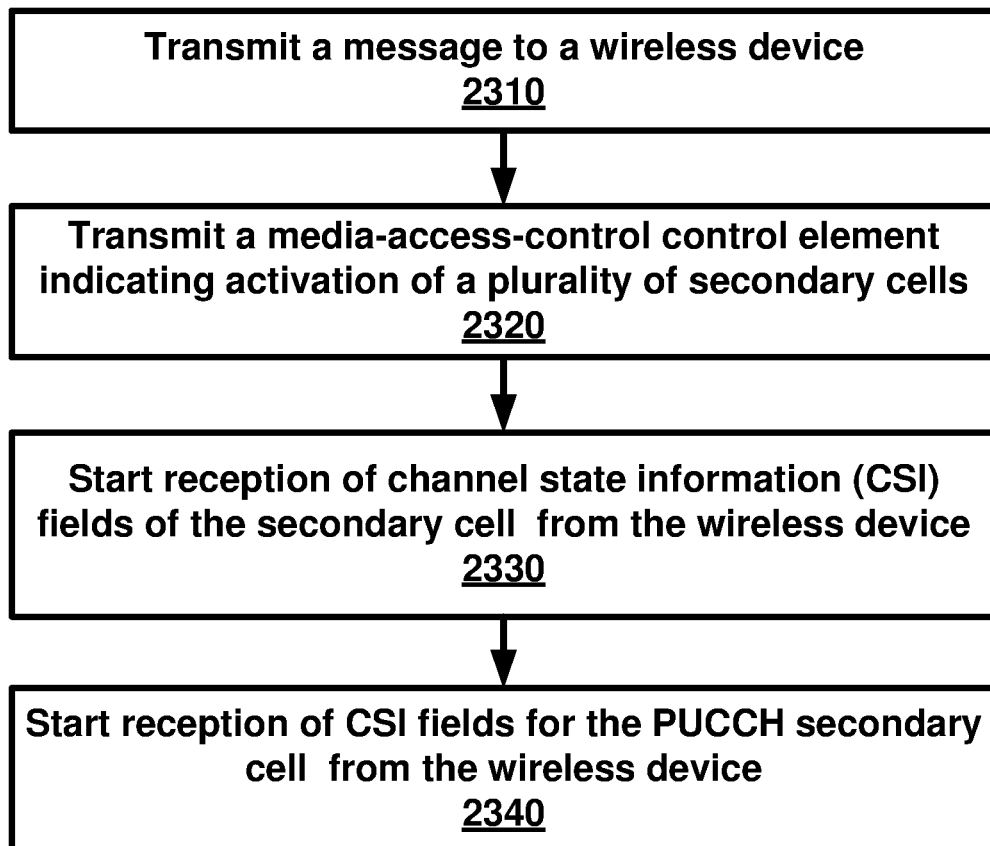 Transmit a message to a wireless device
2310
Transmit a media-access-control control element
indicating activation of a plurality of secondary cells
2320
Start reception of channel state information (CSI)
fields of the secondary cell from the wireless device
2330
Start reception of CSI fields for the PUCCH secondary
cell from the wireless device
2340